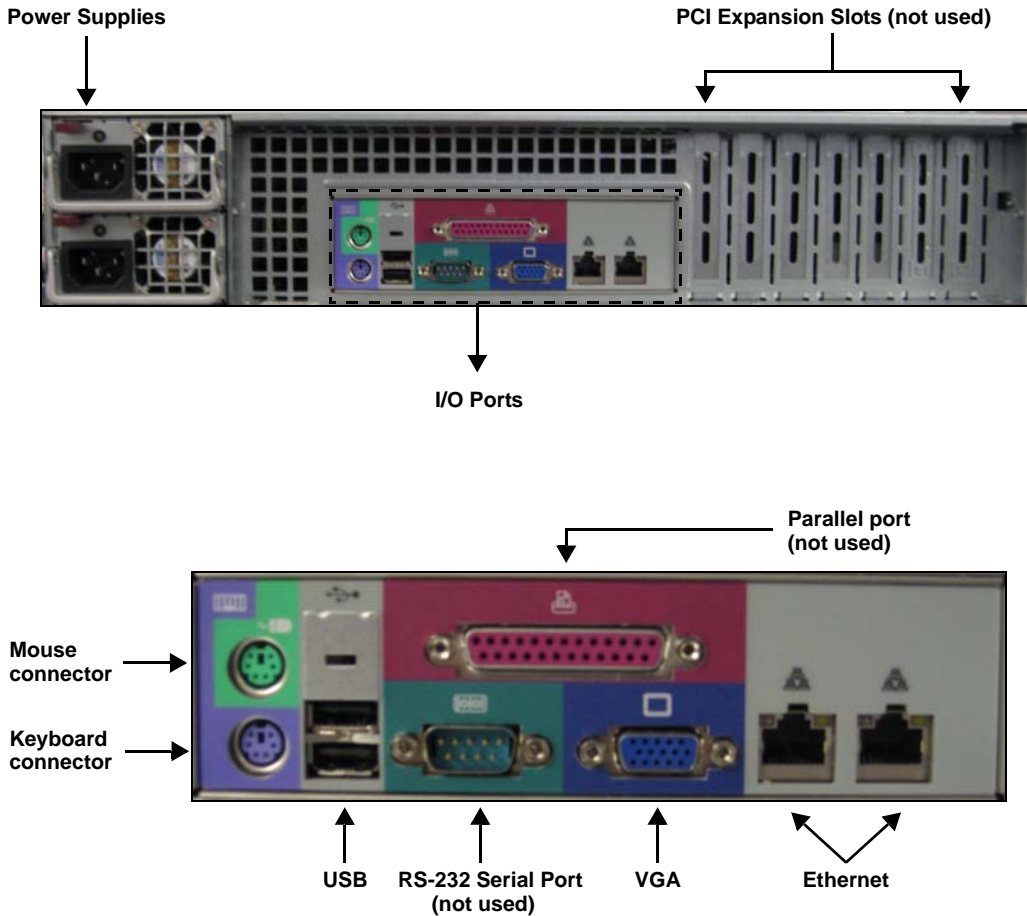 Power Supplies
PCI Expansion Slots (not used)
I/O Ports
Parallel port
(not used)
Mouse
connector
Keyboard
connector
USB
RS-232 Serial Port
(not used)
VGA
Ethernet